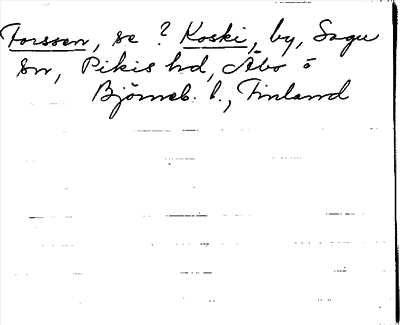 Forssen, se ? Koski, by, Sagu
sn, Pikis hd, Åbo o
Björneb. l., Finland